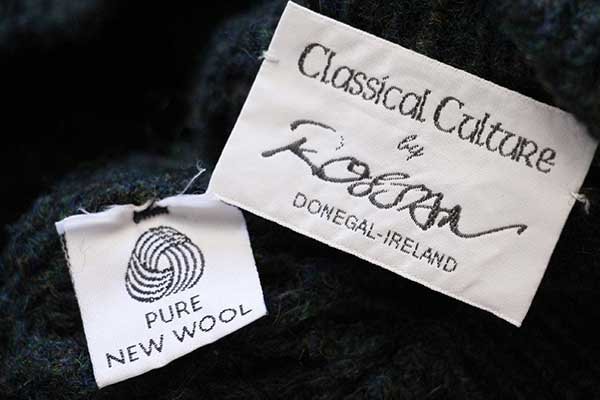 Classical Culture
by
DONEGAL-IRELAND
PURE
NEW WOOL